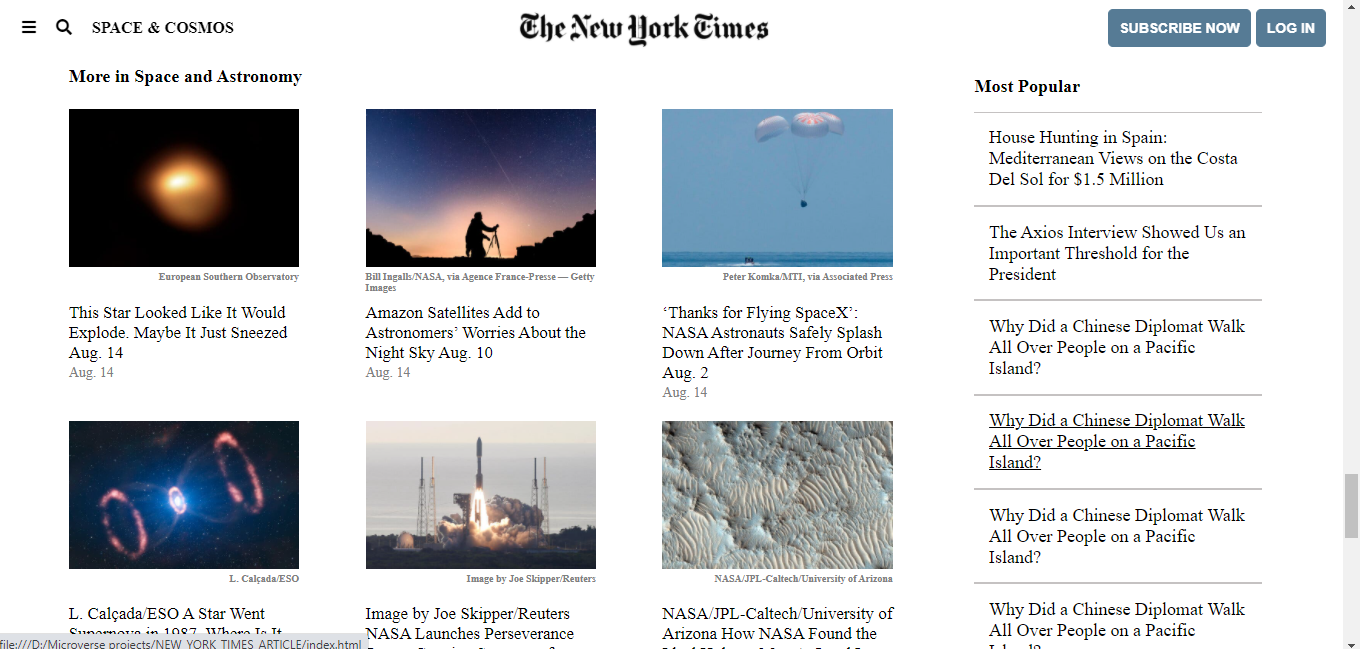 SPACE & COSMOS
The New York Times
SUBSCRIBE NOW
LOG IN
More in Space and Astronomy
European Southern Observatory
This Star Looked Like It Would
Explode. Maybe It Just Sneezed
Aug. 14
Aug. 14
Bill Ingalls/NASA, via Agence France-Presse — Getty
Images
Amazon Satellites Add to
Astronomers’ Worries About the
Night Sky Aug. 10
Aug. 14
Peter Komka/MTI, via Associated Press
‘Thanks for Flying SpaceX’:
NASA Astronauts Safely Splash
Down After Journey From Orbit
Aug. 2
Aug. 14
L. Calçada/ESO
L. Calçada/ESO A Star Went
Supernova in 1987. Where Is It
Image by Joe Skipper/Reuters
Image by Joe Skipper/Reuters
NASA Launches Perseverance
NASA/JPL-Caltech/University of Arizona
NASA/JPL-Caltech/University of
Arizona How NASA Found the
Most Popular
House Hunting in Spain:
Mediterranean Views on the Costa
Del Sol for $1.5 Million
The Axios Interview Showed Us an
Important Threshold for the
President
Why Did a Chinese Diplomat Walk
All Over People on a Pacific
Island?
Why Did a Chinese Diplomat Walk
All Over People on a Pacific
Island?
Why Did a Chinese Diplomat Walk
All Over People on a Pacific
Island?
Why Did a Chinese Diplomat Walk
All Over People on a Pacific
Island?
file:///D:/Microverse projects/NEW_YORK_TIMES_ARTICLE/index.html